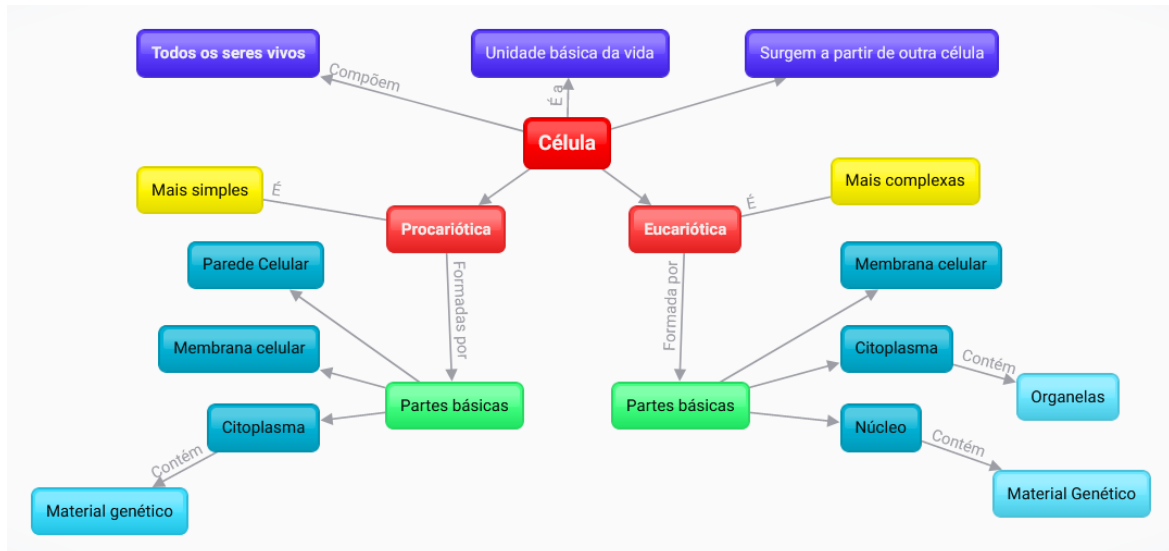 Todos os seres vivos
Unidade básica da vida
Surgem a partir de outra célula
Compõem
É a
Célula
Mais simples
É
Procariótica
Eucariótica
É
Mais complexas
Parede Celular
Formadas por
Formada por
Membrana celular
Membrana celular
Citoplasma
Contém
Organelas
Partes básicas
Partes básicas
Citoplasma
Núcleo
Contém
Contém
Material genético
Material Genético